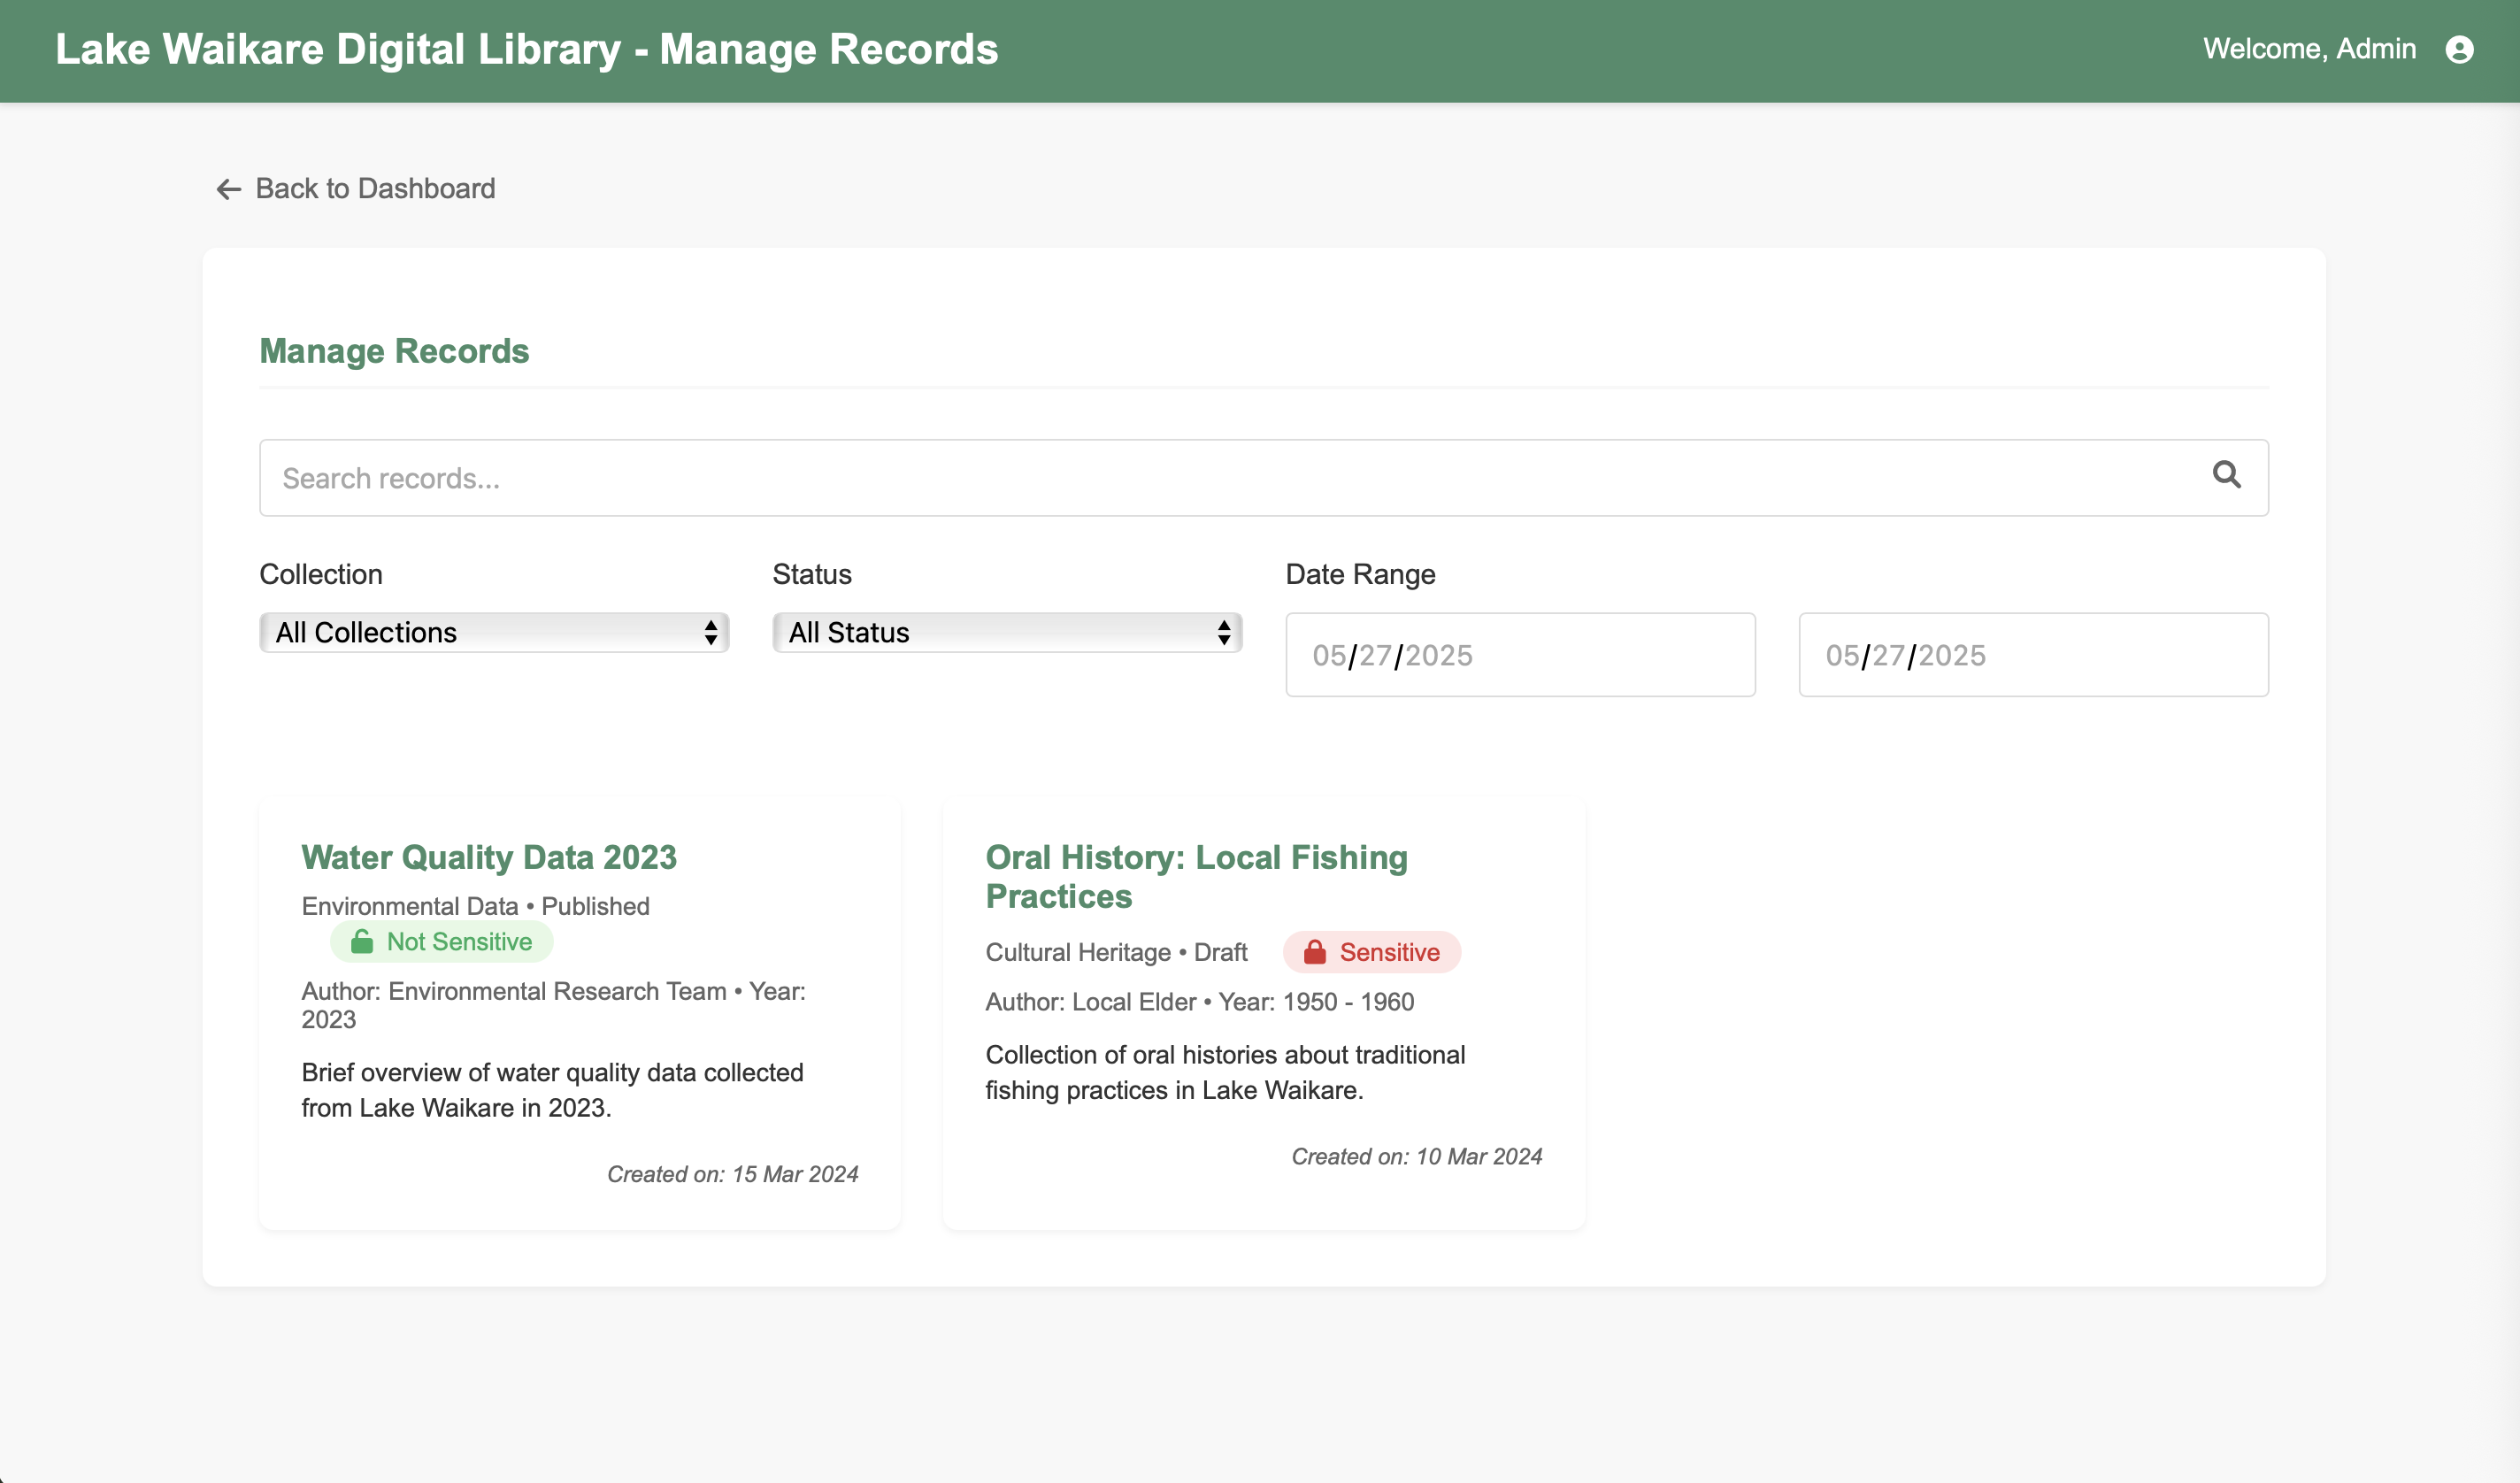 Lake Waikare Digital Library - Manage Records
Welcome, Admin
Back to Dashboard
Manage Records
Search records...
Collection
Status
Date Range
All Collections
All Status
05/27/2025
05/27/2025
Water Quality Data 2023
Environmental Data • Published
Not Sensitive
Author: Environmental Research Team • Year:
2023
Brief overview of water quality data collected
from Lake Waikare in 2023.
Created on: 15 Mar 2024
Oral History: Local Fishing
Practices
Cultural Heritage • Draft
Sensitive
Author: Local Elder • Year: 1950 - 1960
Collection of oral histories about traditional
fishing practices in Lake Waikare.
Created on: 10 Mar 2024